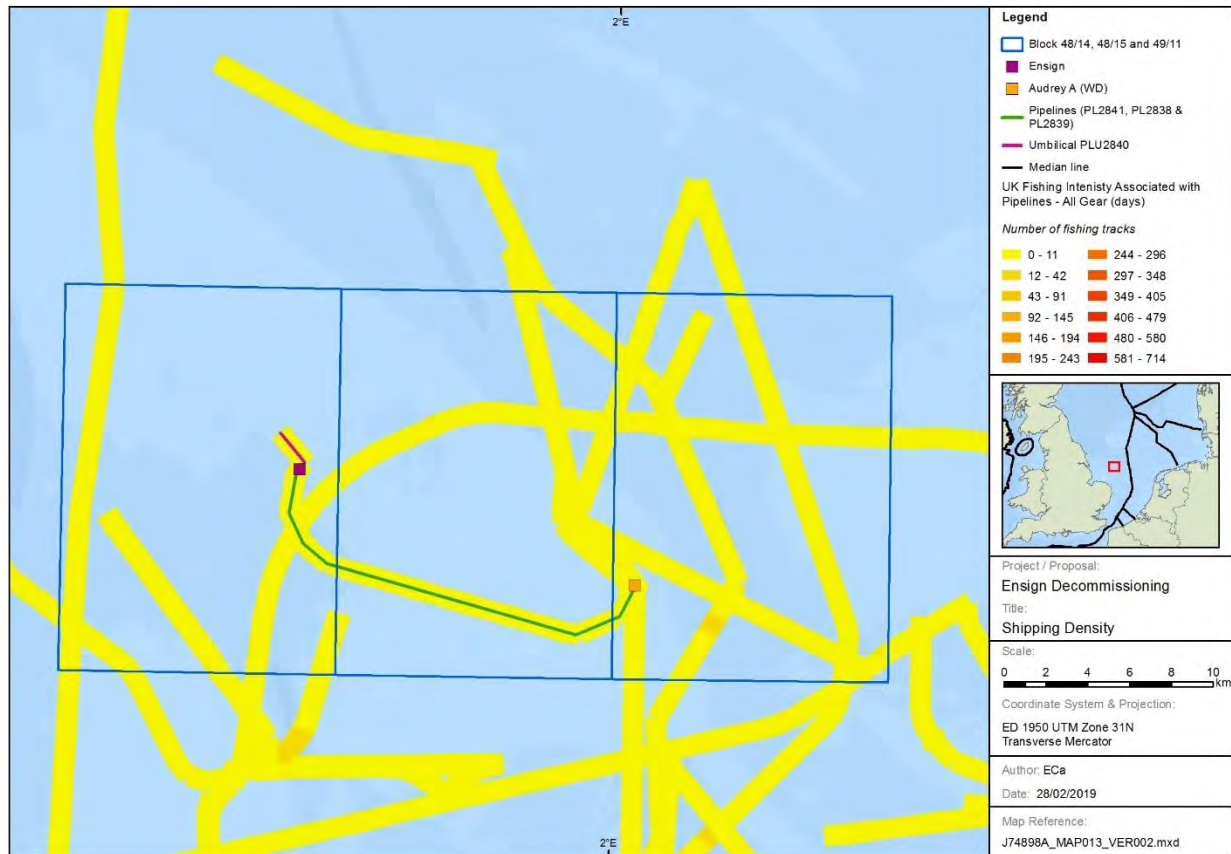 2°E
2°E
Legend
Block 48/14, 48/15 and 49/11
Ensign
Audrey A (WD)
Pipelines (PL2841, PL2838 &
PL2839)
Umbilical PLU2840
Median line
UK Fishing Intenisty Associated with
Pipelines - All Gear (days)
Number of fishing tracks
0 - 11 244 - 296
12 - 42 297 - 348
43 - 91 349 - 405
92 - 145 406 - 479
146 - 194 480 - 580
195 - 243 581 - 714
Project / Proposal:
Ensign Decommissioning
Title:
Shipping Density
Scale:
0 2 4 6 8 10
km
Coordinate System & Projection:
ED 1950 UTM Zone 31N
Transverse Mercator
Author: ECa
Date: 28/02/2019
Map Reference:
J74898A_MAP013_VER002.mxd